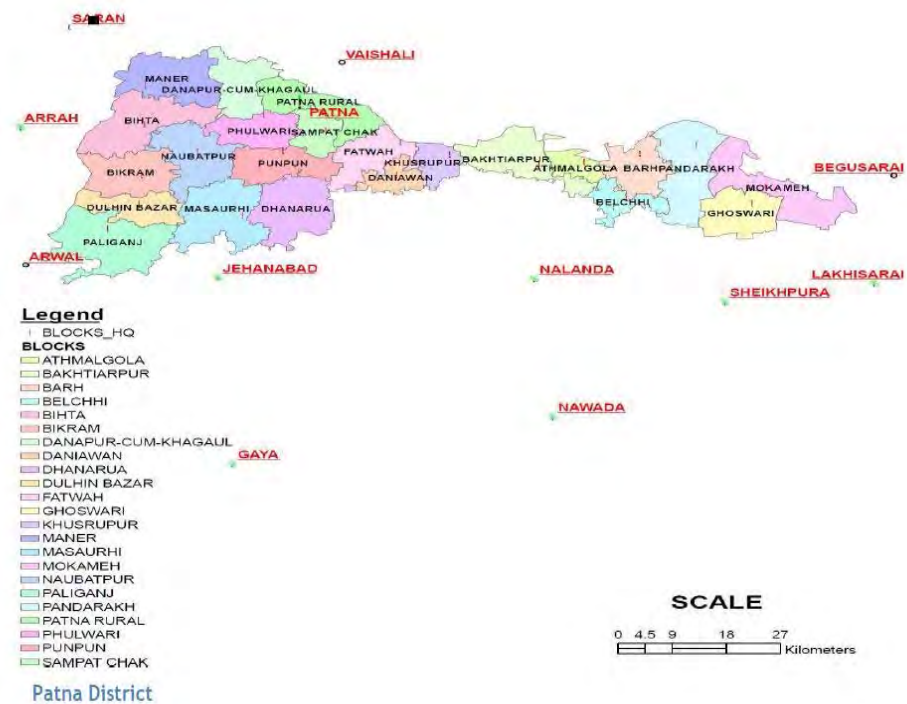 SARAN
VAISHALI
MANER
DANAPUR-CUM-KHAGAUL
PATNA RURAL
PATNA
ARRAH
BIHTA
PHULWARI
SAMPAT CHAK
NAUBATPUR
PUNPUN
FATWAH
KHUSRUPUR
BAKHTIARPUR
ATHMALGOLA
BARH
PANDARAKH
BEGUSARAI
BIKRAM
DANIAWAN
MOKAMEH
DULHIN BAZAR
MASAURHI
DHANARUA
BELCHHI
GHOSWARI
PALIGANJ
ARWAL
JEHANABAD
NALANDA
LAKHISARAI
SHEIKHPURA
NAWADA
GAYA
Legend
BLOCKS_HQ
BLOCKS
ATHMALGOLA
BAKHTIARPUR
BARH
BELCHHI
BIHTA
BIKRAM
DANAPUR-CUM-KHAGAUL
DANIAWAN
DHANARUA
DULHIN BAZAR
FATWAH
GHOSWARI
KHUSRUPUR
MANER
MASAURHI
MOKAMEH
NAUBATPUR
PALIGANJ
PANDARAKH
PATNA RURAL
PHULWARI
PUNPUN
SAMPAT CHAK
SCALE
0 4.5 9 18 27
Kilometers
Patna District